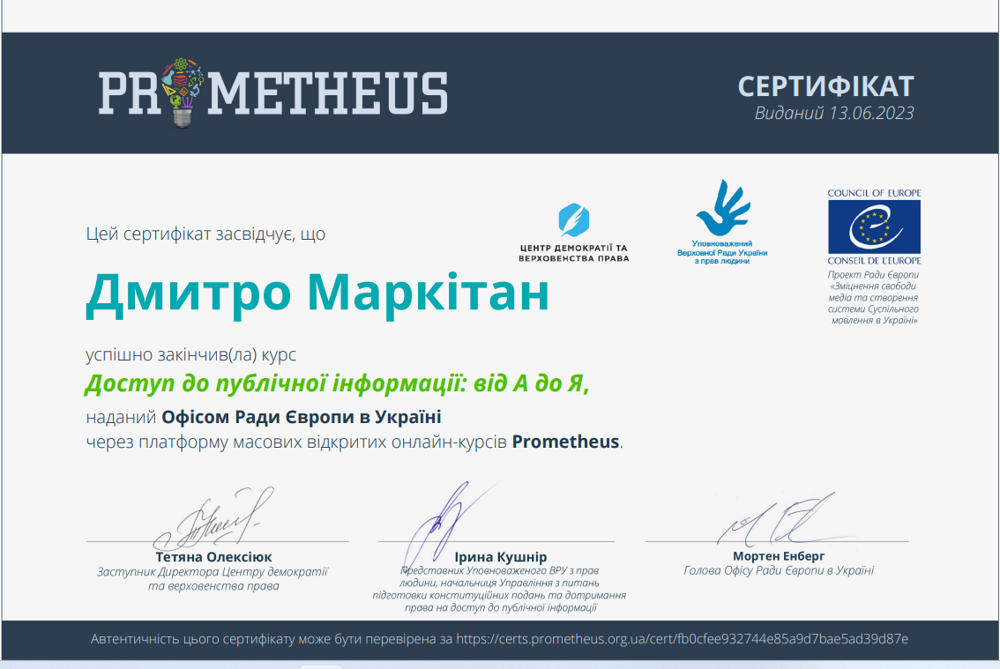 PROMETHEUS
СЕРТИФІКАТ
Виданий 13.06.2023
Цей сертифікат засвідчує, що
ЦЕНТР ДЕМОКРАТІЇ ТА
ВЕРХОВЕНСТВА ПРАВА
Уповноважений
Верховної Ради України
з прав людини
COUNCIL OF EUROPE
CONSEIL DE L'EUROPE
Проект Ради Європи
«Зміцнення свободи
медіа та створення
системи Суспільного
мовлення в Україні»
Дмитро Маркітан
успішно закінчив(ла) курс
Доступ до публічної інформації: від А до Я,
наданий Офісом Ради Європи в Україні
через платформу масових відкритих онлайн-курсів Prometheus.
Тетяна Олексіюк
Заступник Директора Центру демократії
та верховенства права
Ірина Кушнір
Представник Уповноваженого ВРУ з прав
людини, начальниця Управління з питань
підготовки конституційних подань та дотримання
права на доступ до публічної інформації
Мортен Енберг
Голова Офісу Ради Європи в Україні
Автентичність цього сертифікату може бути перевірена за https://certs.prometheus.org.ua/cert/fb0cfee932744e85a9d7bae5ad39d87e